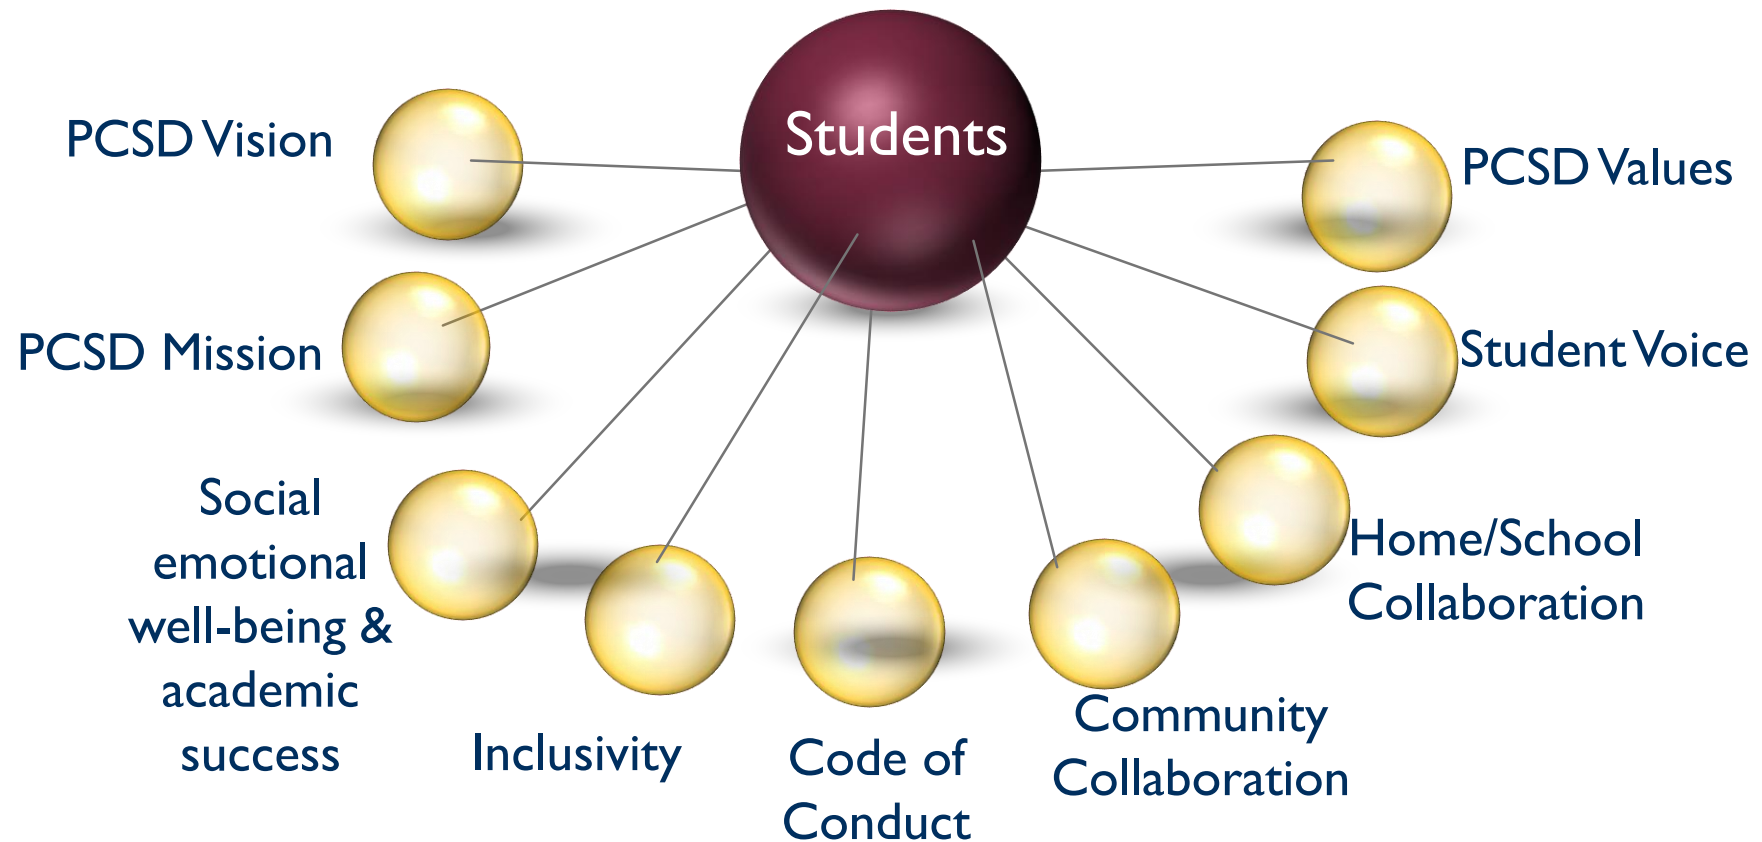 Students
PCSD Vision
PCSD Values
PCSD Mission
Student Voice
Social
emotional
well-being &
academic
success
Home/School
Collaboration
Inclusivity
Code of
Conduct
Community
Collaboration